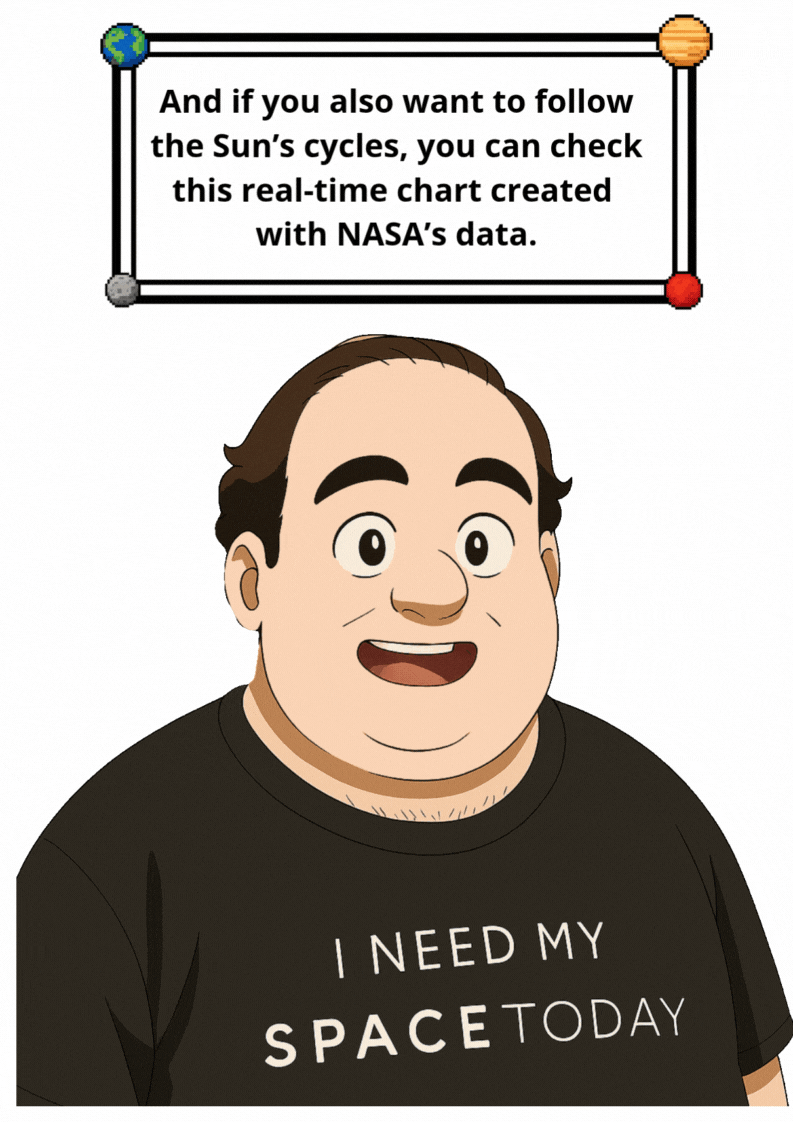 And if you also want to follow
the Sun’s cycles, you can check
this real-time chart created
with NASA’s data.
I NEED MY
SPACE TODAY